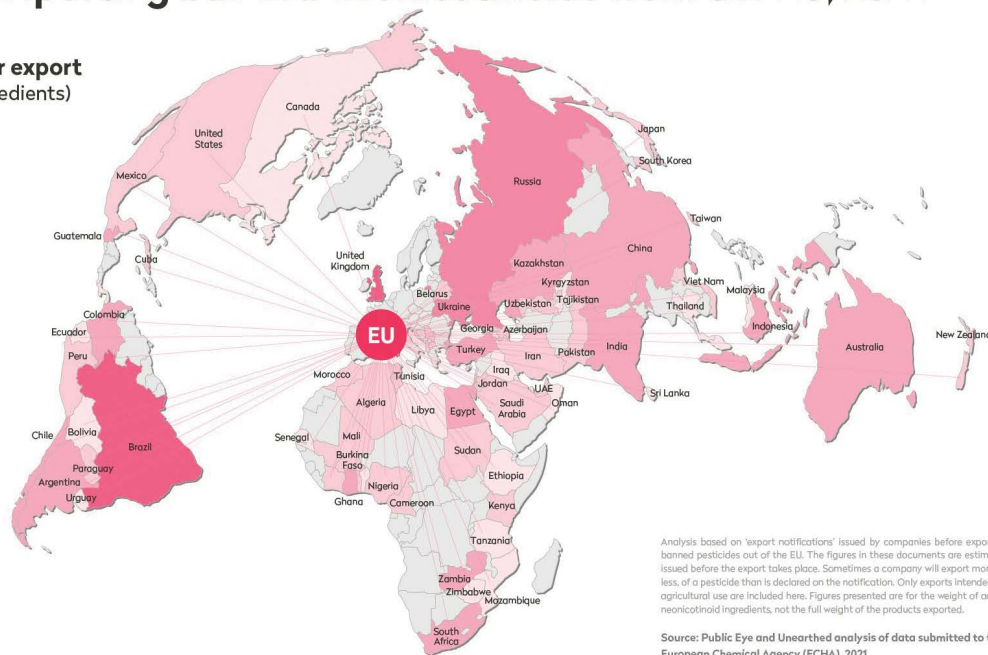 r export
edients)
Canada
United
States
Mexico
Guatemala
Cuba
Colombia
Ecuador
Peru
Chile
Bolivia
Brazil
Paraguay
Argentina
Urguay
United
Kingdom
EU
Belarus
Ukraine
Russia
Kazakhstan
Kyrgyzstan
Uzbekistan
Tajikistan
Georgia
Azerbaijan
Turkey
Iran
Pakistan
India
Iraq
Jordan
UAE
Saudi
Arabia
Oman
Sri Lanka
China
Japan
South Korea
Taiwan
Viet Nam
Thailand
Malaysia
Indonesia
Australia
New Zealand
Morocco
Tunisia
Algeria
Libya
Egypt
Senegal
Mali
Burkina
Faso
Nigeria
Ghana
Cameroon
Sudan
Ethiopia
Kenya
Tanzania
Zambia
Zimbabwe
Mozambique
South
Africa
Analysis based on 'export notifications' issued by companies before expor
banned pesticides out of the EU. The figures in these documents are estim
issued before the export takes place. Sometimes a company will export mor
less, of a pesticide than is declared on the notification. Only exports intende
agricultural use are included here. Figures presented are for the weight of a
neonicotinoid ingredients, not the full weight of the products exported.
Source: Public Eye and Unearthed analysis of data submitted to t
European Chemical Agency (ECHA), 2021